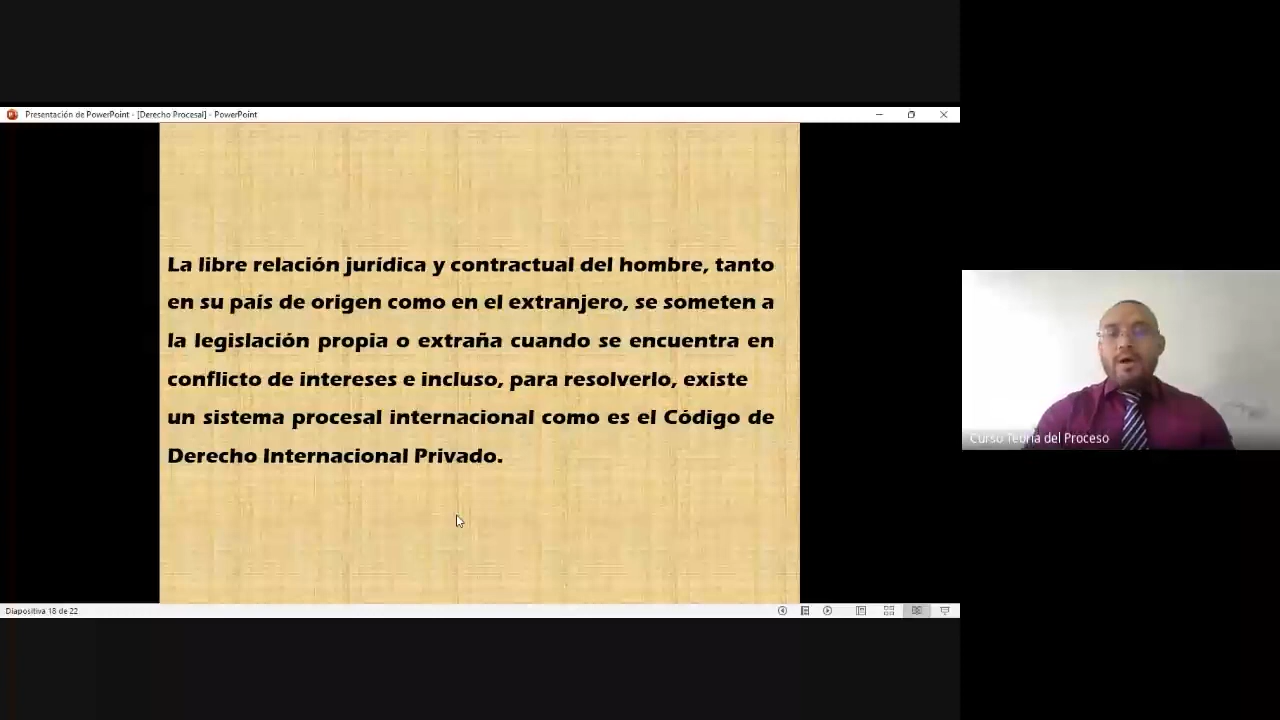 Presentación de PowerPoint - [Derecho Procesal] - PowerPoint
La libre relación jurídica y contractual del hombre, tanto
en su país de origen como en el extranjero, se someten a
la legislación propia o extraña cuando se encuentra en
conflicto de intereses e incluso, para resolverlo, existe
un sistema procesal internacional como es el Código de
Derecho Internacional Privado.
Curso Teoría del Proceso
Diapositiva 18 de 22